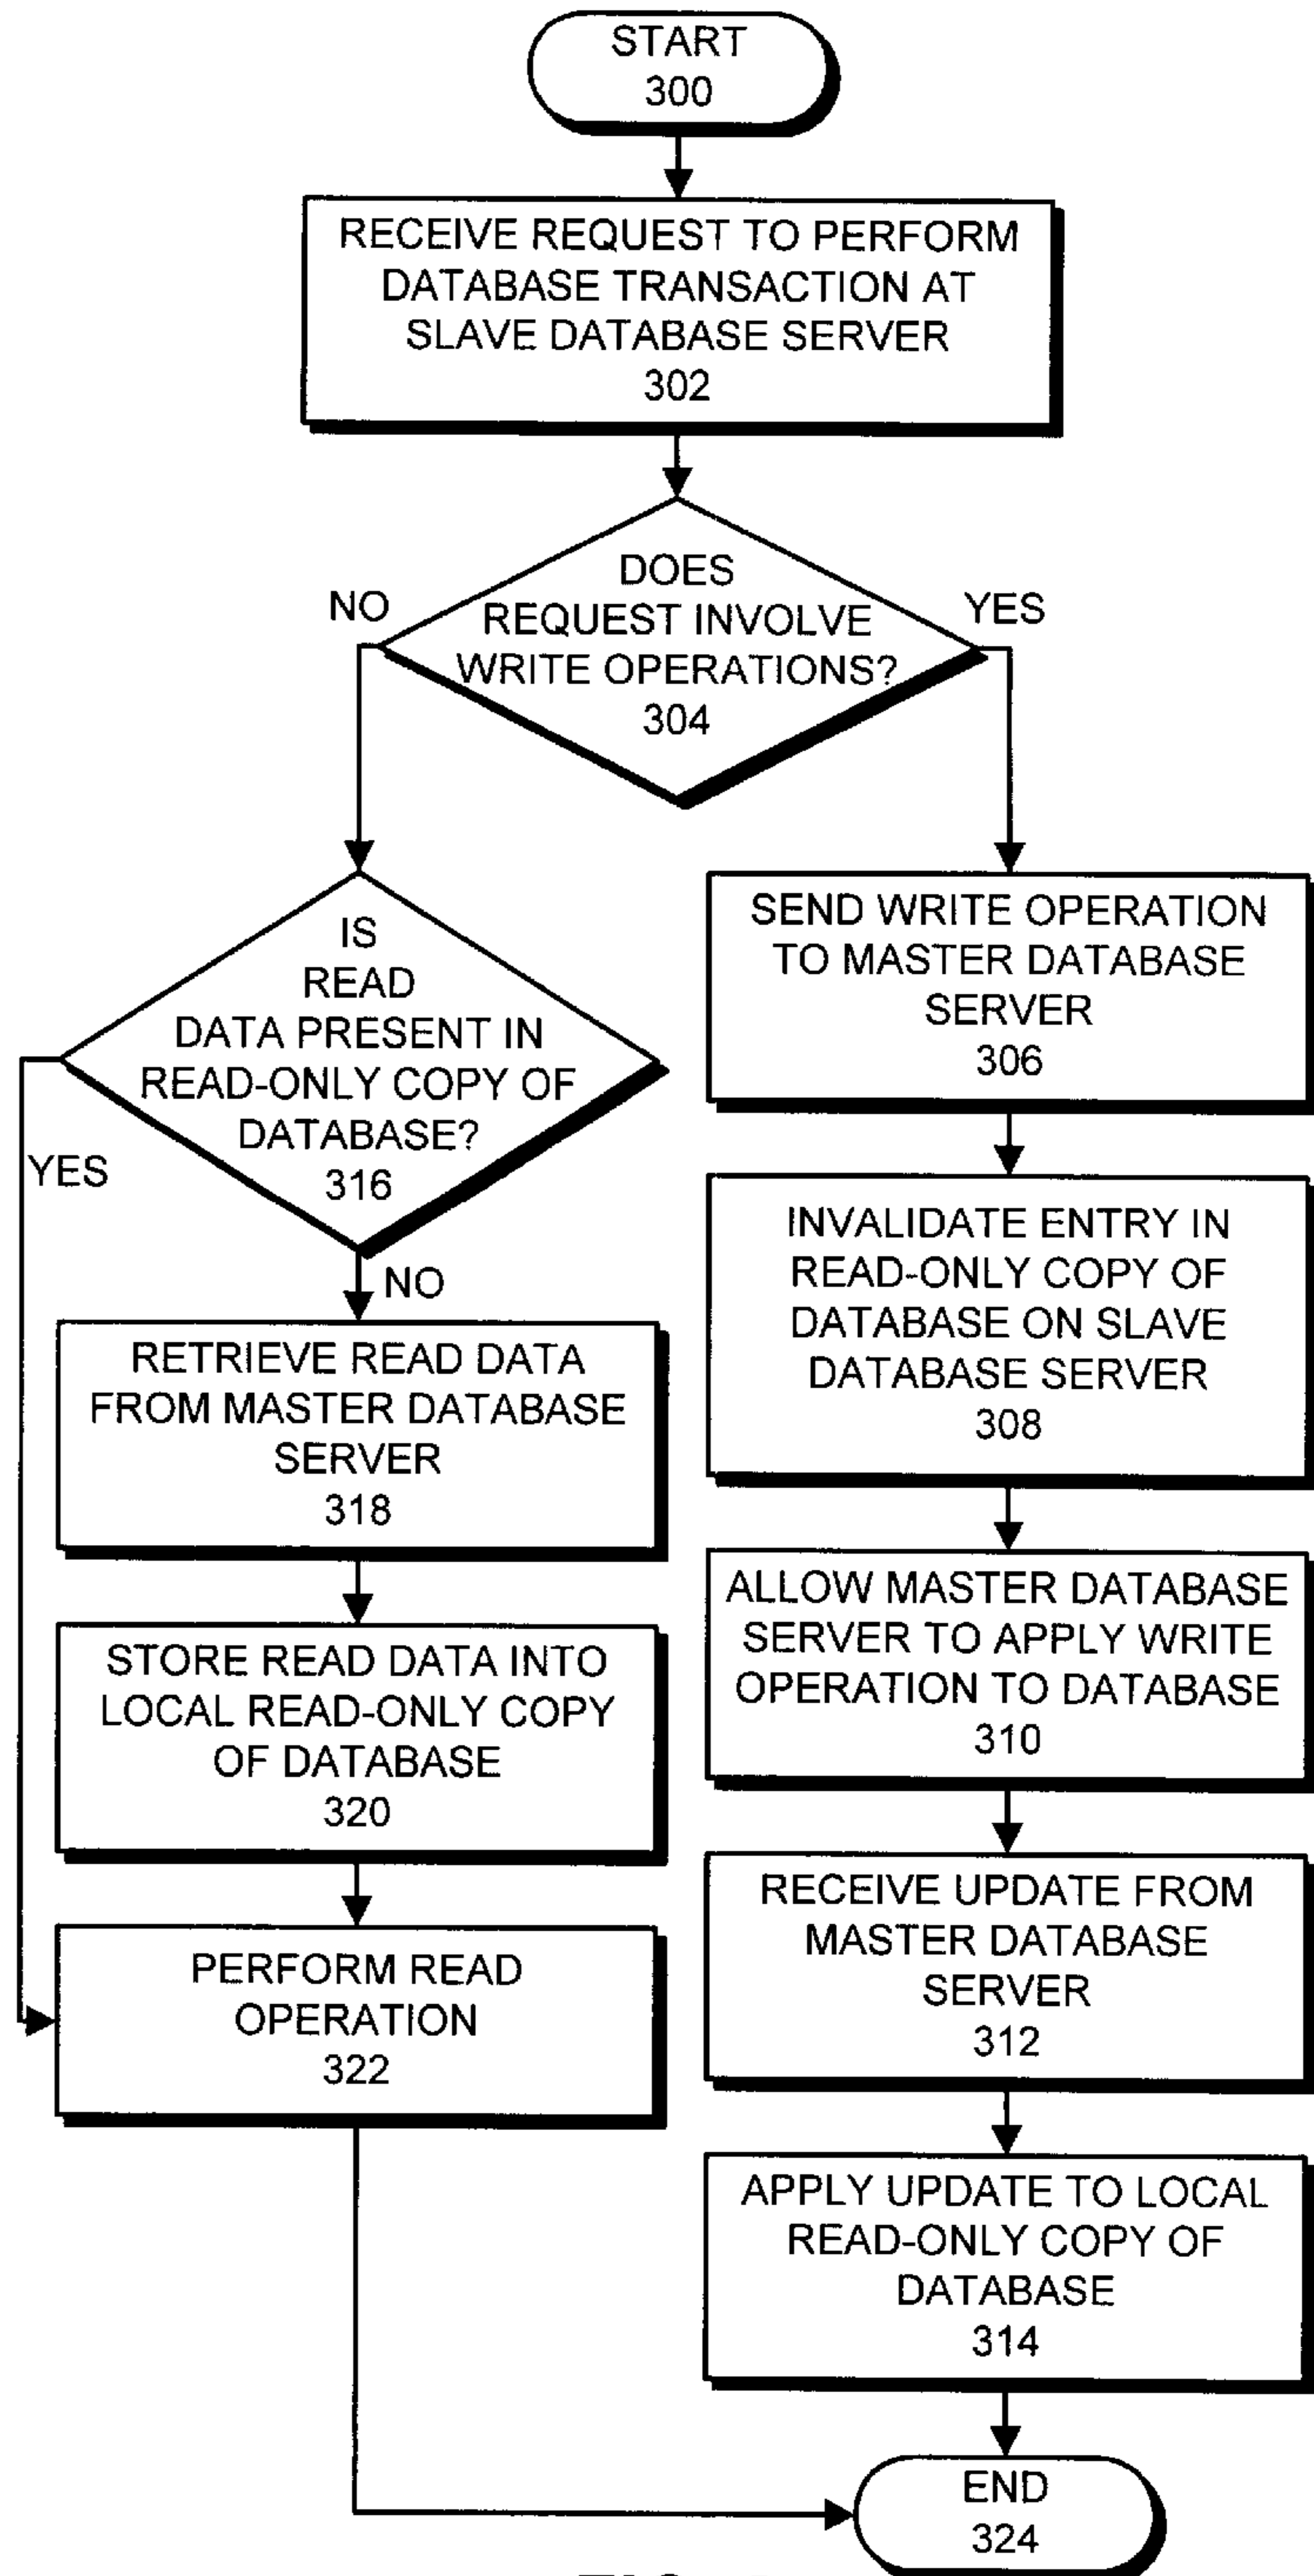 START
300
RECEIVE REQUEST TO PERFORM
DATABASE TRANSACTION AT
SLAVE DATABASE SERVER
302
DOES
REQUEST INVOLVE
WRITE OPERATIONS?
304
NO
YES
IS
READ
DATA PRESENT IN
READ-ONLY COPY OF
DATABASE?
316
YES
NO
RETRIEVE READ DATA
FROM MASTER DATABASE
SERVER
318
STORE READ DATA INTO
LOCAL READ-ONLY COPY
OF DATABASE
320
PERFORM READ
OPERATION
322
SEND WRITE OPERATION
TO MASTER DATABASE
SERVER
306
INVALIDATE ENTRY IN
READ-ONLY COPY OF
DATABASE ON SLAVE
DATABASE SERVER
308
ALLOW MASTER DATABASE
SERVER TO APPLY WRITE
OPERATION TO DATABASE
310
RECEIVE UPDATE FROM
MASTER DATABASE
SERVER
312
APPLY UPDATE TO LOCAL
READ-ONLY COPY OF
DATABASE
314
END
324